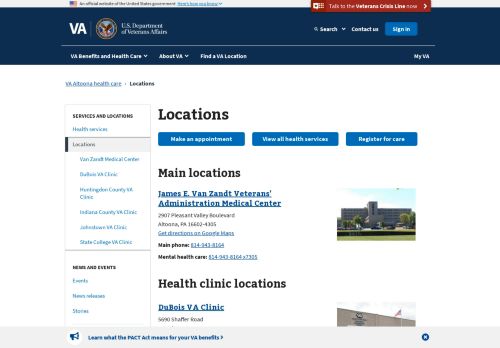 An official website of the United States government Here's how you know
Talk to the Veterans Crisis Line now
VA
U.S. Department
of Veterans Affairs
Search
Contact us
Sign in
VA Benefits and Health Care
About VA
Find a VA Location
My VA
VA Altoona health care › Locations
SERVICES AND LOCATIONS
Health services
Locations
Van Zandt Medical Center
DuBois VA Clinic
Huntingdon County VA
Clinic
Indiana County VA Clinic
Johnstown VA Clinic
State College VA Clinic
NEWS AND EVENTS
Events
News releases
Stories
Locations
Make an appointment
View all health services
Register for care
Main locations
James E. Van Zandt Veterans'
Administration Medical Center
2907 Pleasant Valley Boulevard
Altoona, PA 16602-4305
Get directions on Google Maps
Main phone: 814-943-8164
Mental health care: 814-943-8164 x7305
Health clinic locations
DuBois VA Clinic
5690 Shaffer Road
Learn what the PACT Act means for your VA benefits